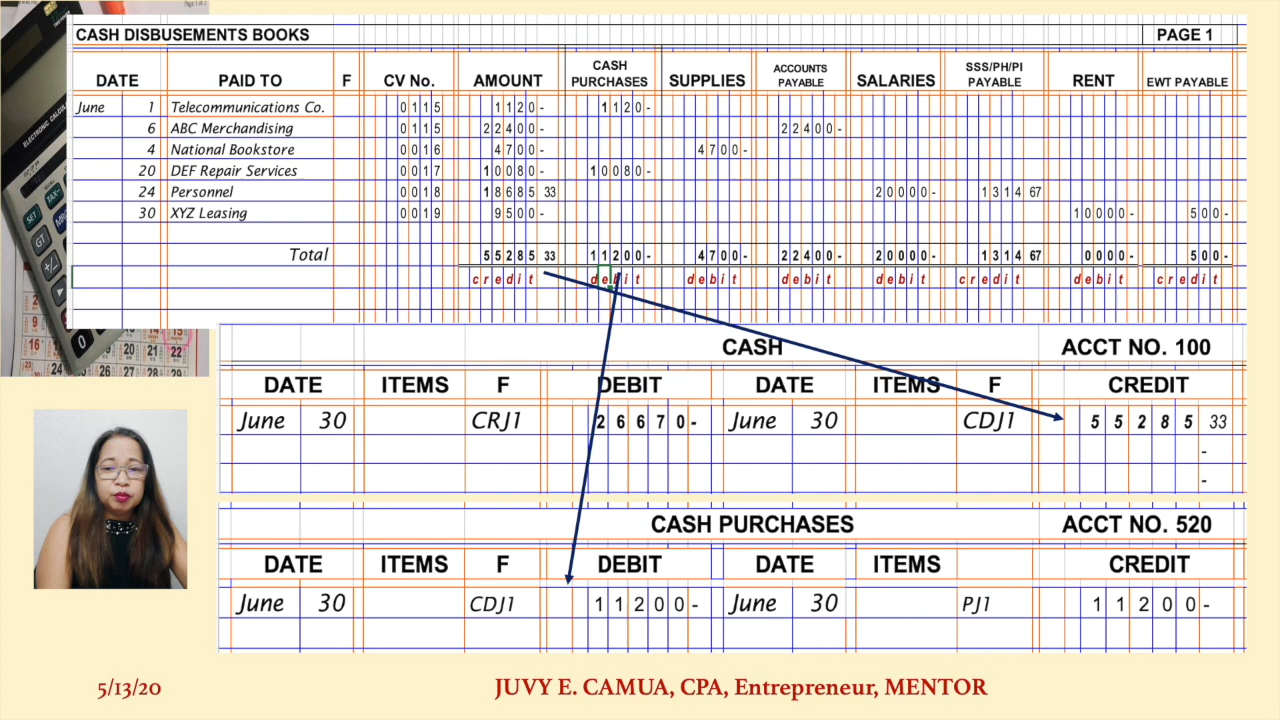 CASH DISBUSEMENTS BOOKS PAGE 1
DATE PAID TO F CV No. AMOUNT CASH PURCHASES SUPPLIES ACCOUNTS PAYABLE SALARIES SSS/PH/PI PAYABLE RENT EWT PAYABLE
June 1 Telecommunications Co. 0115 1120- 1120-
6 ABC Merchandising 0115 22400- 22400-
4 National Bookstore 0016 4700- 4700-
20 DEF Repair Services 0017 10080- 10080-
24 Personnel 0018 18685 33 20000- 1314 67
30 XYZ Leasing 0019 9500- 10000- 500-
Total 55285 33 11200- 4700- 22400- 20000- 1314 67 0000- 500-
credit debit debit debit debit credit debit credit
CASH ACCT NO. 100
DATE ITEMS F DEBIT DATE ITEMS F CREDIT
June 30 CRJ1 26670- June 30 CDJ1 55285 33
-
-
CASH PURCHASES ACCT NO. 520
DATE ITEMS F DEBIT DATE ITEMS CREDIT
June 30 CDJ1 11200- June 30 PJ1 11200-
5/13/20 JUVY E. CAMUA, CPA, Entrepreneur, MENTOR